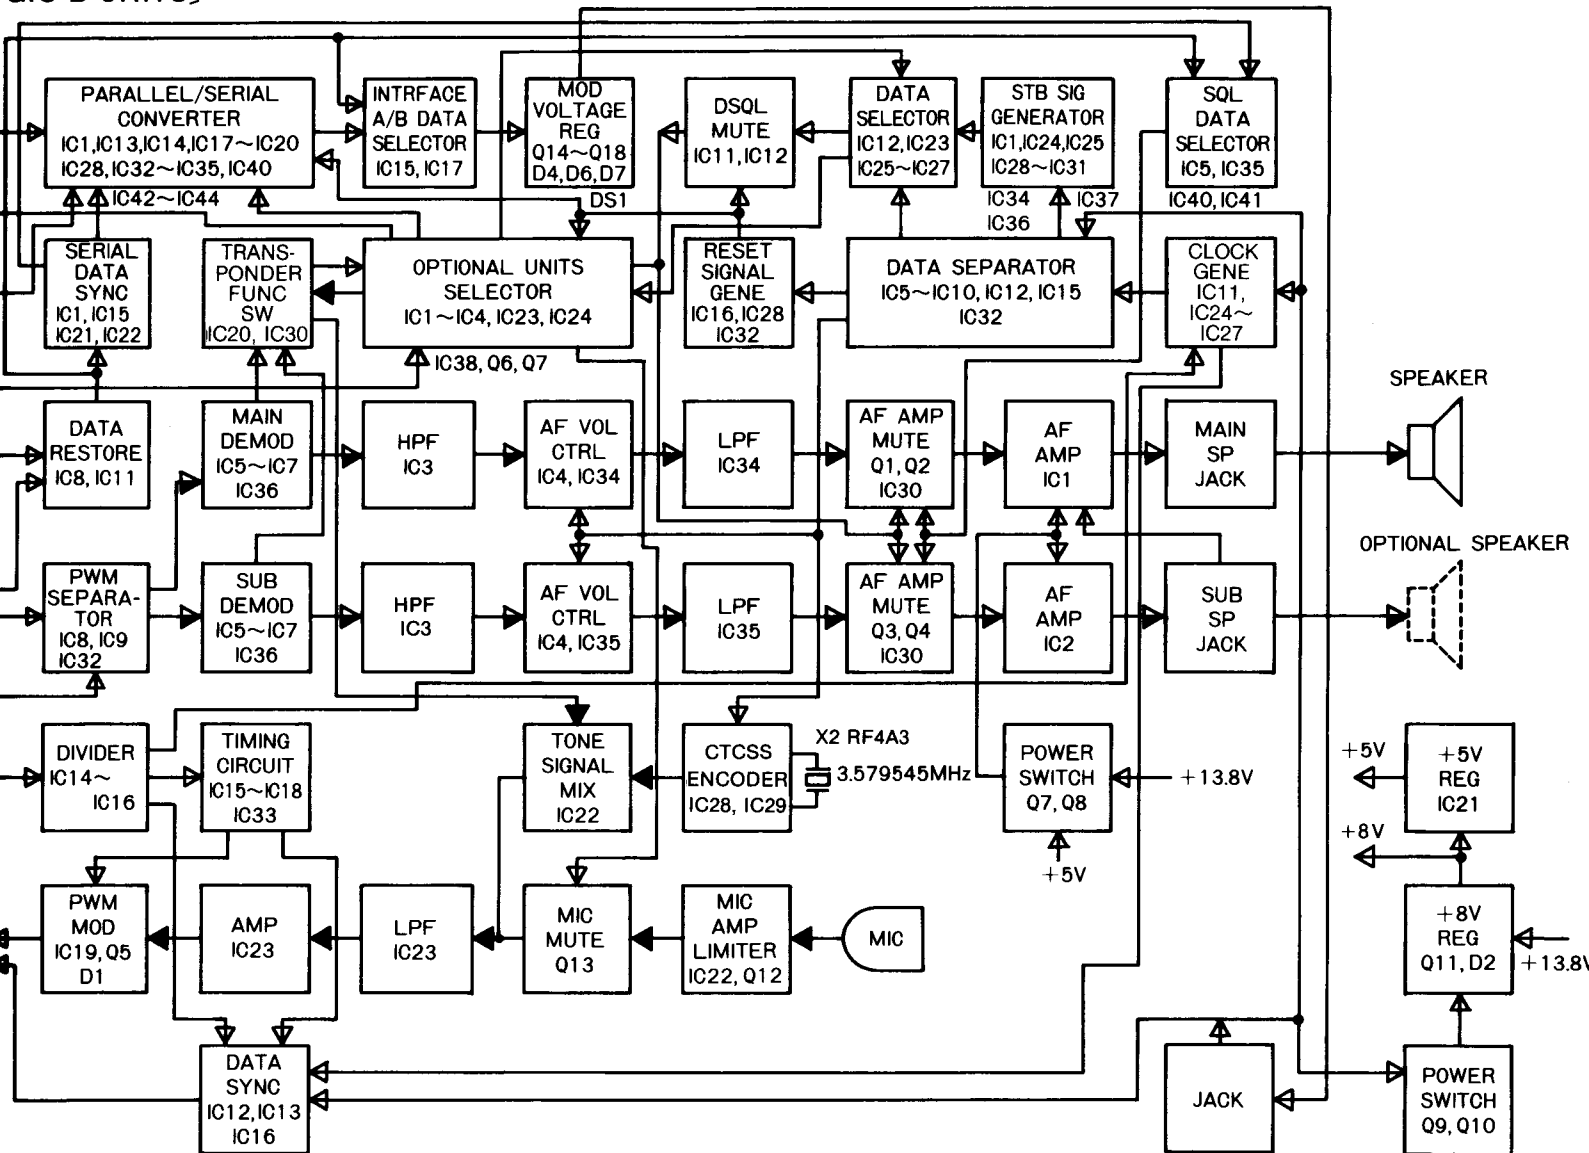 PARALLEL/SERIAL
CONVERTER
IC1,IC13,IC14,IC17~IC20
IC28,IC32~IC35,IC40
IC42~IC44
INTRFACE
A/B DATA
SELECTOR
IC15, IC17
MOD
VOLTAGE
REG
Q14~Q18
D4,D6,D7
DS1
DSQL
MUTE
IC11,IC12
DATA
SELECTOR
IC12,IC23
IC25~IC27
STB SIG
GENERATOR
IC1,IC24,IC25
IC28~IC31
IC34 IC37
IC36
SQL
DATA
SELECTOR
IC5, IC35
IC40, IC41
SERIAL
DATA
SYNC
IC1, IC15
IC21, IC22
TRANS-
PONDER
FUNC
SW
IC20, IC30
OPTIONAL UNITS
SELECTOR
IC1~IC4, IC23, IC24
IC38, Q6, Q7
RESET
SIGNAL
GENE
IC16,IC28
IC32
DATA SEPARATOR
IC5~IC10, IC12, IC15
IC32
CLOCK
GENE
IC11,
IC24~
IC27
DATA
RESTORE
IC8, IC11
MAIN
DEMOD
IC5~IC7
IC36
HPF
IC3
AF VOL
CTRL
IC4, IC34
LPF
IC34
AF AMP
MUTE
Q1, Q2
IC30
AF
AMP
IC1
MAIN
SP
JACK
SPEAKER
PWM
SEPARA-
TOR
IC8, IC9
IC32
SUB
DEMOD
IC5~IC7
IC36
HPF
IC3
AF VOL
CTRL
IC4, IC35
LPF
IC35
AF AMP
MUTE
Q3, Q4
IC30
AF
AMP
IC2
SUB
SP
JACK
OPTIONAL SPEAKER
DIVIDER
IC14~
IC16
TIMING
CIRCUIT
IC15~IC18
IC33
TONE
SIGNAL
MIX
IC22
CTCSS
ENCODER
IC28, IC29
X2 RF4A3
3.579545MHz
POWER
SWITCH
Q7, Q8
+13.8V
+5V
+5V
+5V
REG
IC21
+8V
PWM
MOD
IC19, Q5
D1
AMP
IC23
LPF
IC23
MIC
MUTE
Q13
MIC
AMP
LIMITER
IC22, Q12
MIC
+8V
REG
Q11, D2
+13.8V
DATA
SYNC
IC12,IC13
IC16
JACK
POWER
SWITCH
Q9, Q10